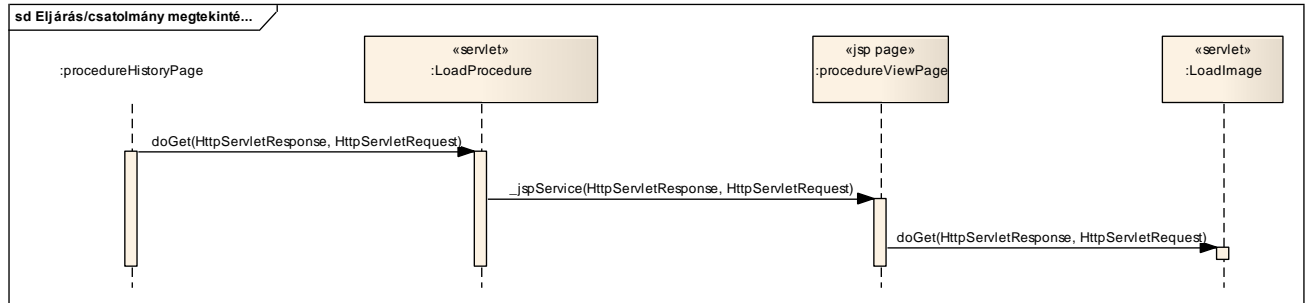 sd Eljárás/csatolmány megtekinté...
«servlet»
:LoadProcedure
«jsp page»
:procedureViewPage
«servlet»
:LoadImage
:procedureHistoryPage
doGet(HttpServletResponse, HttpServletRequest)
_jspService(HttpServletResponse, HttpServletRequest)
doGet(HttpServletResponse, HttpServletRequest)